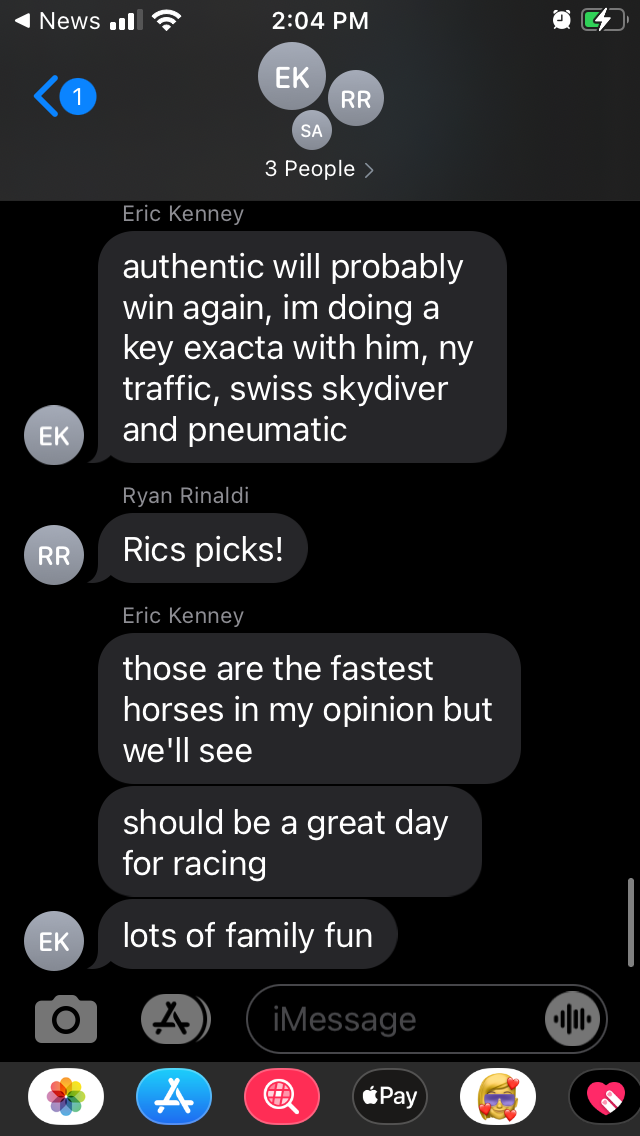 News
2:04 PM
1
EK
RR
SA
3 People
Eric Kenney
authentic will probably
win again, im doing a
key exacta with him, ny
traffic, swiss skydiver
and pneumatic
EK
Ryan Rinaldi
RR
Rics picks!
Eric Kenney
those are the fastest
horses in my opinion but
we'll see
should be a great day
for racing
EK
lots of family fun
iMessage
Pay